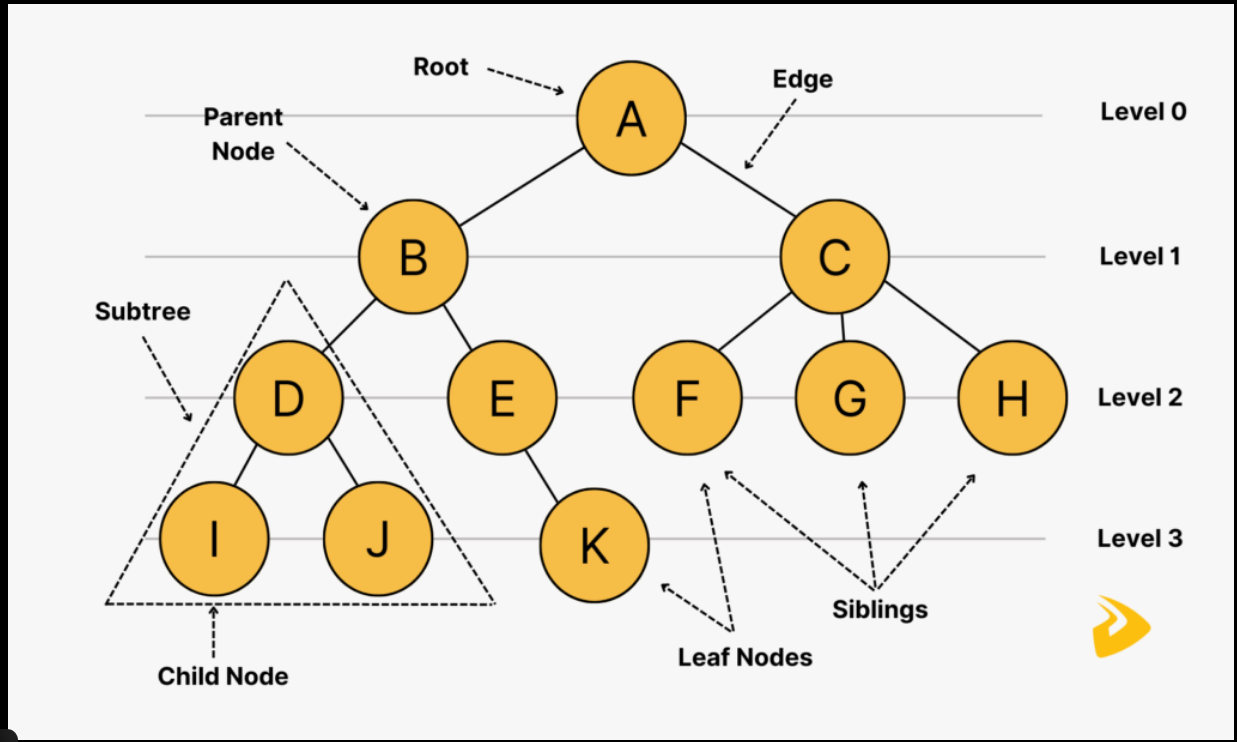 Root
Edge
A
Level 0
Parent
Node
B
C
Level 1
Subtree
D
E
F
G
H
Level 2
I
J
K
Level 3
Siblings
Leaf Nodes
Child Node